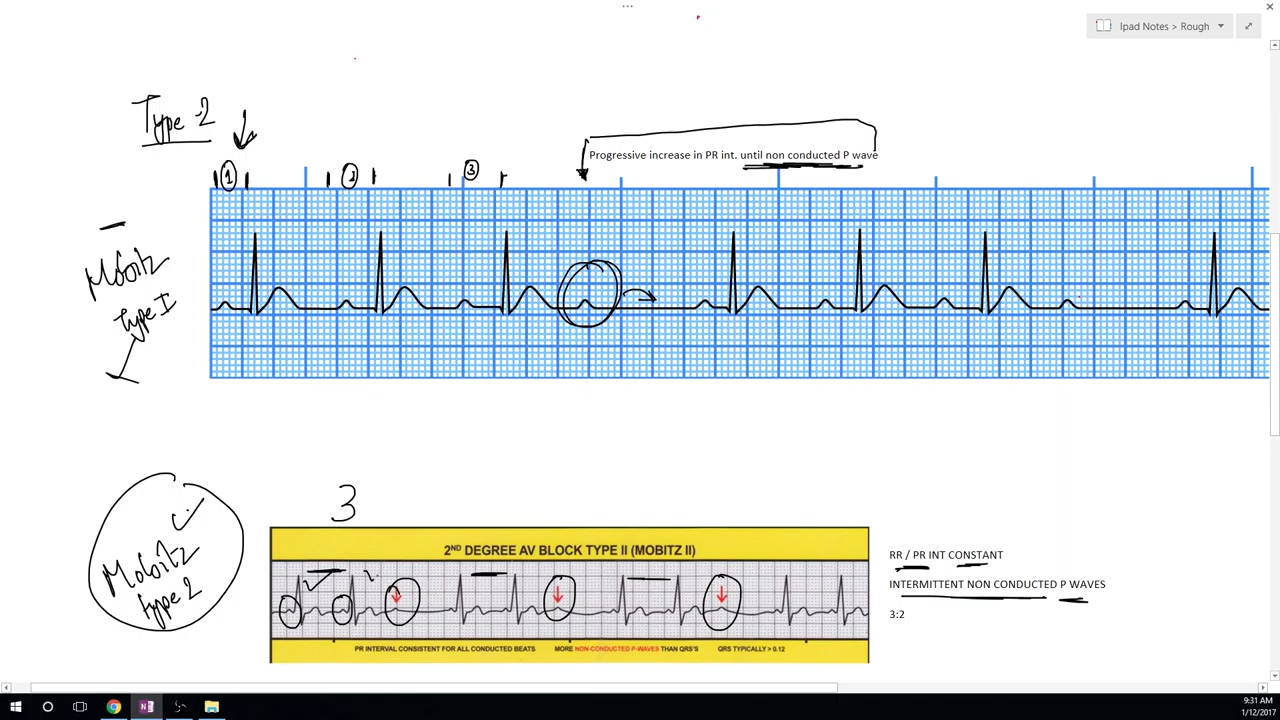 Ipad Notes > Rough
Type-2
Progressive increase in PR int. until non conducted P wave
1
2
3
Mobitz
type I
3
Mobitz
type 2
2ND DEGREE AV BLOCK TYPE II (MOBITZ II)
PR INTERVAL CONSISTENT FOR ALL CONDUCTED BEATS MORE NON-CONDUCTED P-WAVES THAN QRS'S QRS TYPICALLY > 0.12
RR / PR INT CONSTANT
INTERMITTENT NON CONDUCTED P WAVES
3:2
9:31 AM
1/12/2017